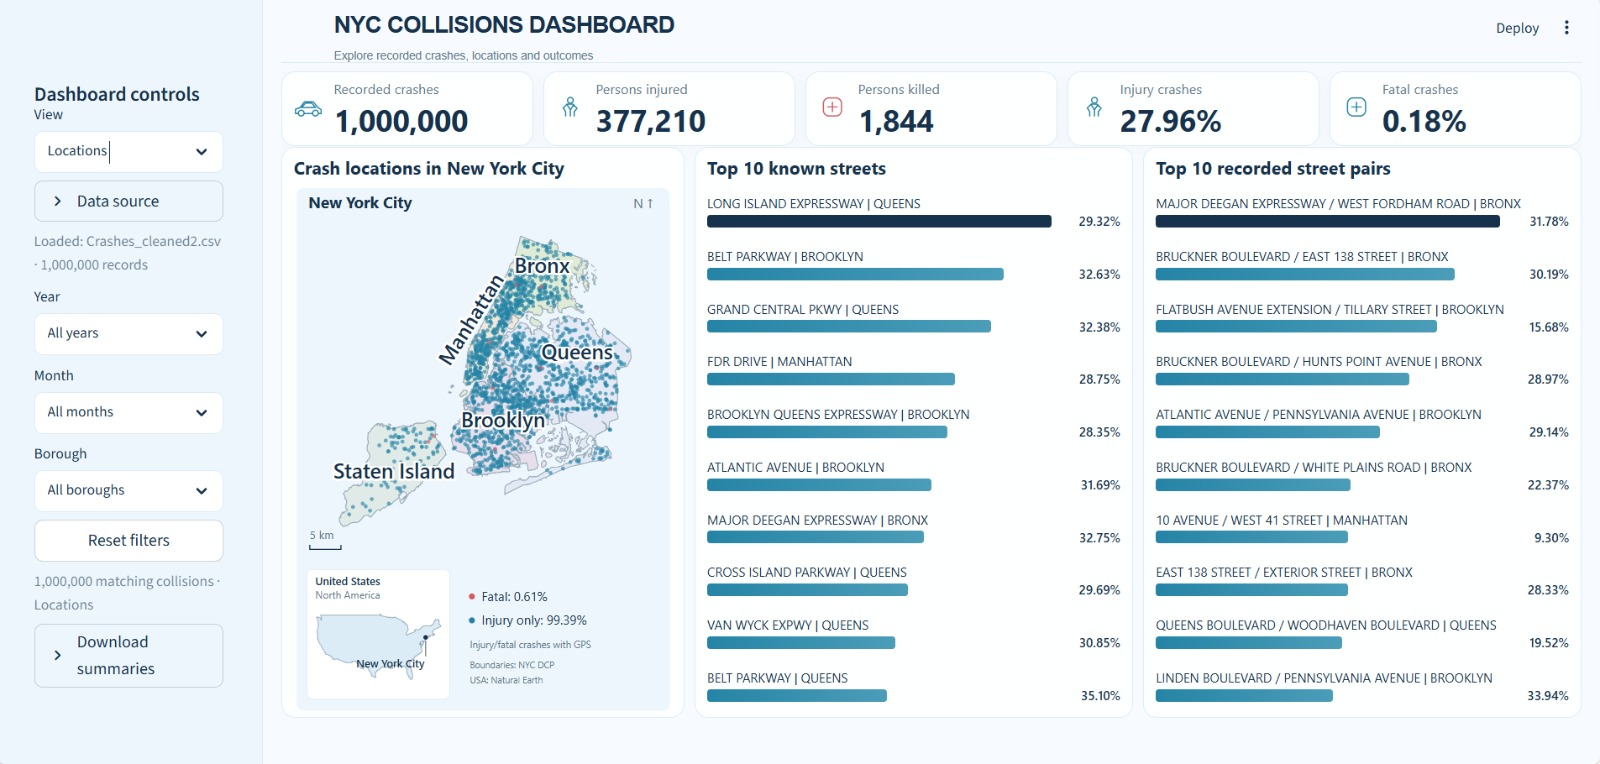 NYC COLLISIONS DASHBOARD
Explore recorded crashes, locations and outcomes
Deploy
Dashboard controls
View
Locations
Data source
Loaded: Crashes_cleaned2.csv
· 1,000,000 records
Year
All years
Month
All months
Borough
All boroughs
Reset filters
1,000,000 matching collisions ·
Locations
Download
summaries
Recorded crashes
1,000,000
Persons injured
377,210
Persons killed
1,844
Injury crashes
27.96%
Fatal crashes
0.18%
Crash locations in New York City
New York City
N ↑
Bronx
Manhattan
Queens
Brooklyn
Staten Island
5 km
United States
North America
New York City
Fatal: 0.61%
Injury only: 99.39%
Injury/fatal crashes with GPS
Boundaries: NYC DCP
USA: Natural Earth
Top 10 known streets
LONG ISLAND EXPRESSWAY | QUEENS
29.32%
BELT PARKWAY | BROOKLYN
32.63%
GRAND CENTRAL PKWY | QUEENS
32.38%
FDR DRIVE | MANHATTAN
28.75%
BROOKLYN QUEENS EXPRESSWAY | BROOKLYN
28.35%
ATLANTIC AVENUE | BROOKLYN
31.69%
MAJOR DEEGAN EXPRESSWAY | BRONX
32.75%
CROSS ISLAND PARKWAY | QUEENS
29.69%
VAN WYCK EXPWY | QUEENS
30.85%
BELT PARKWAY | QUEENS
35.10%
Top 10 recorded street pairs
MAJOR DEEGAN EXPRESSWAY / WEST FORDHAM ROAD | BRONX
31.78%
BRUCKNER BOULEVARD / EAST 138 STREET | BRONX
30.19%
FLATBUSH AVENUE EXTENSION / TILLARY STREET | BROOKLYN
15.68%
BRUCKNER BOULEVARD / HUNTS POINT AVENUE | BRONX
28.97%
ATLANTIC AVENUE / PENNSYLVANIA AVENUE | BROOKLYN
29.14%
BRUCKNER BOULEVARD / WHITE PLAINS ROAD | BRONX
22.37%
10 AVENUE / WEST 41 STREET | MANHATTAN
9.30%
EAST 138 STREET / EXTERIOR STREET | BRONX
28.33%
QUEENS BOULEVARD / WOODHAVEN BOULEVARD | QUEENS
19.52%
LINDEN BOULEVARD / PENNSYLVANIA AVENUE | BROOKLYN
33.94%